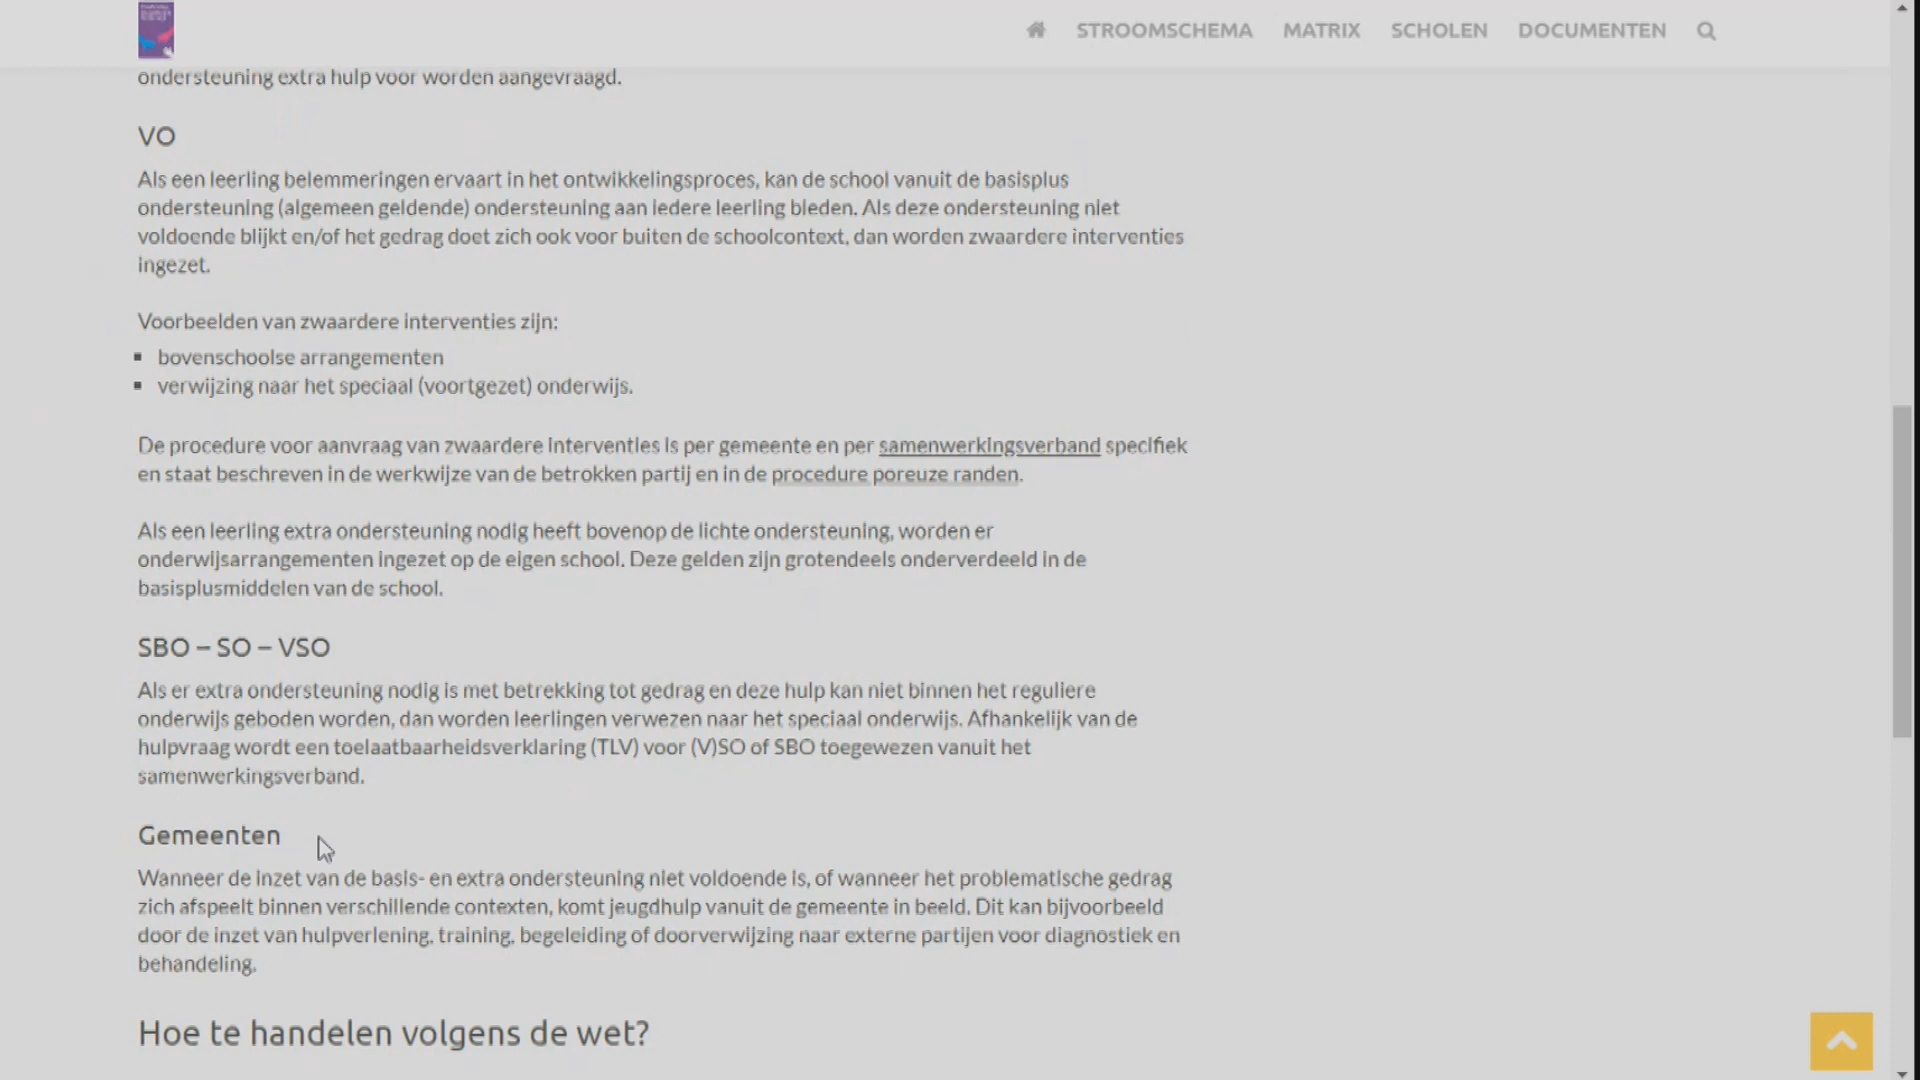 STROOMSCHEMA MATRIX SCHOLEN DOCUMENTEN
ondersteuning extra hulp voor worden aangevraagd.
VO
Als een leerling belemmeringen ervaart in het ontwikkelingsproces, kan de school vanuit de basisplus
ondersteuning (algemeen geldende) ondersteuning aan iedere leerling bieden. Als deze ondersteuning niet
voldoende blijkt en/of het gedrag doet zich ook voor buiten de schoolcontext, dan worden zwaardere interventies
ingezet.
Voorbeelden van zwaardere interventies zijn:
▪ bovenschoolse arrangementen
▪ verwijzing naar het speciaal (voortgezet) onderwijs.
De procedure voor aanvraag van zwaardere interventies is per gemeente en per samenwerkingsverband specifiek
en staat beschreven in de werkwijze van de betrokken partij en in de procedure poreuze randen.
Als een leerling extra ondersteuning nodig heeft bovenop de lichte ondersteuning, worden er
onderwijsarrangementen ingezet op de eigen school. Deze gelden zijn grotendeels onderverdeeld in de
basisplusmiddelen van de school.
SBO – SO – VSO
Als er extra ondersteuning nodig is met betrekking tot gedrag en deze hulp kan niet binnen het reguliere
onderwijs geboden worden, dan worden leerlingen verwezen naar het speciaal onderwijs. Afhankelijk van de
hulpvraag wordt een toelaatbaarheidsverklaring (TLV) voor (V)SO of SBO toegewezen vanuit het
samenwerkingsverband.
Gemeenten
Wanneer de inzet van de basis- en extra ondersteuning niet voldoende is, of wanneer het problematische gedrag
zich afspeelt binnen verschillende contexten, komt jeugdhulp vanuit de gemeente in beeld. Dit kan bijvoorbeeld
door de inzet van hulpverlening, training, begeleiding of doorverwijzing naar externe partijen voor diagnostiek en
behandeling.
Hoe te handelen volgens de wet?